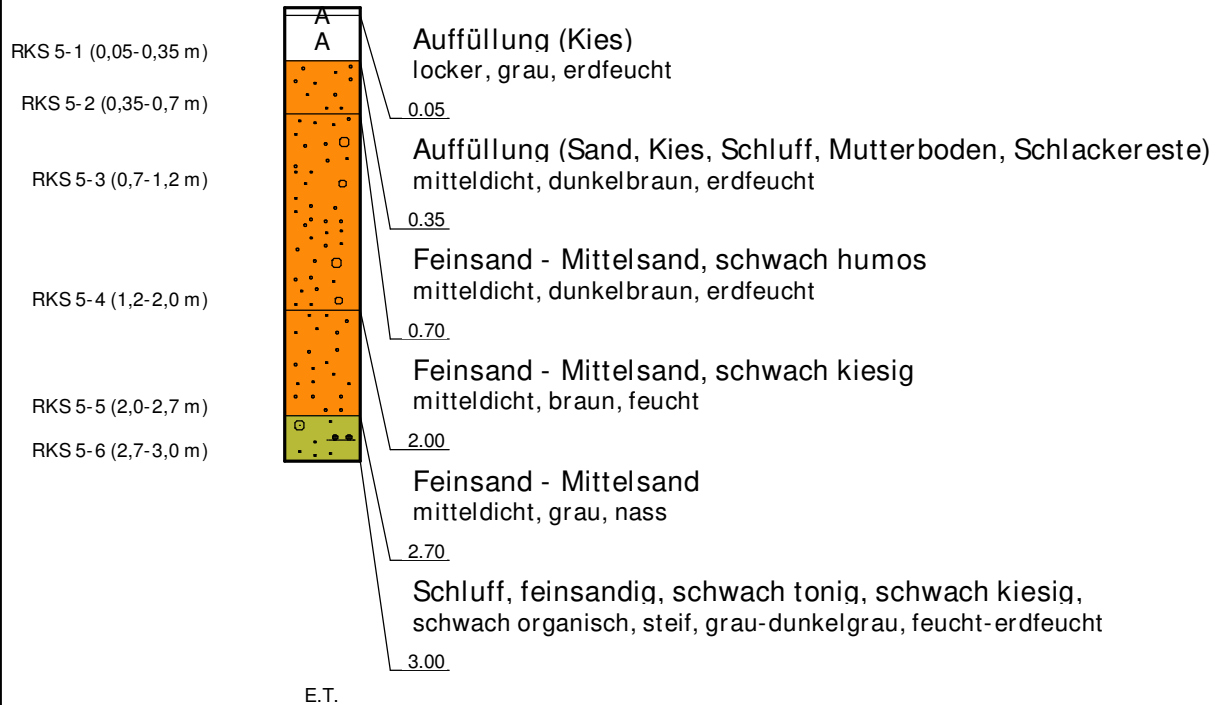 A
A
RKS 5-1 (0,05-0,35 m)
RKS 5-2 (0,35-0,7 m)
RKS 5-3 (0,7-1,2 m)
RKS 5-4 (1,2-2,0 m)
RKS 5-5 (2,0-2,7 m)
RKS 5-6 (2,7-3,0 m)
Auffüllung (Kies)
locker, grau, erdfeucht
0.05
Auffüllung (Sand, Kies, Schluff, Mutterboden, Schlackereste)
mitteldicht, dunkelbraun, erdfeucht
0.35
Feinsand - Mittelsand, schwach humos
mitteldicht, dunkelbraun, erdfeucht
0.70
Feinsand - Mittelsand, schwach kiesig
mitteldicht, braun, feucht
2.00
Feinsand - Mittelsand
mitteldicht, grau, nass
2.70
Schluff, feinsandig, schwach tonig, schwach kiesig,
schwach organisch, steif, grau-dunkelgrau, feucht-erdfeucht
3.00
E.T.